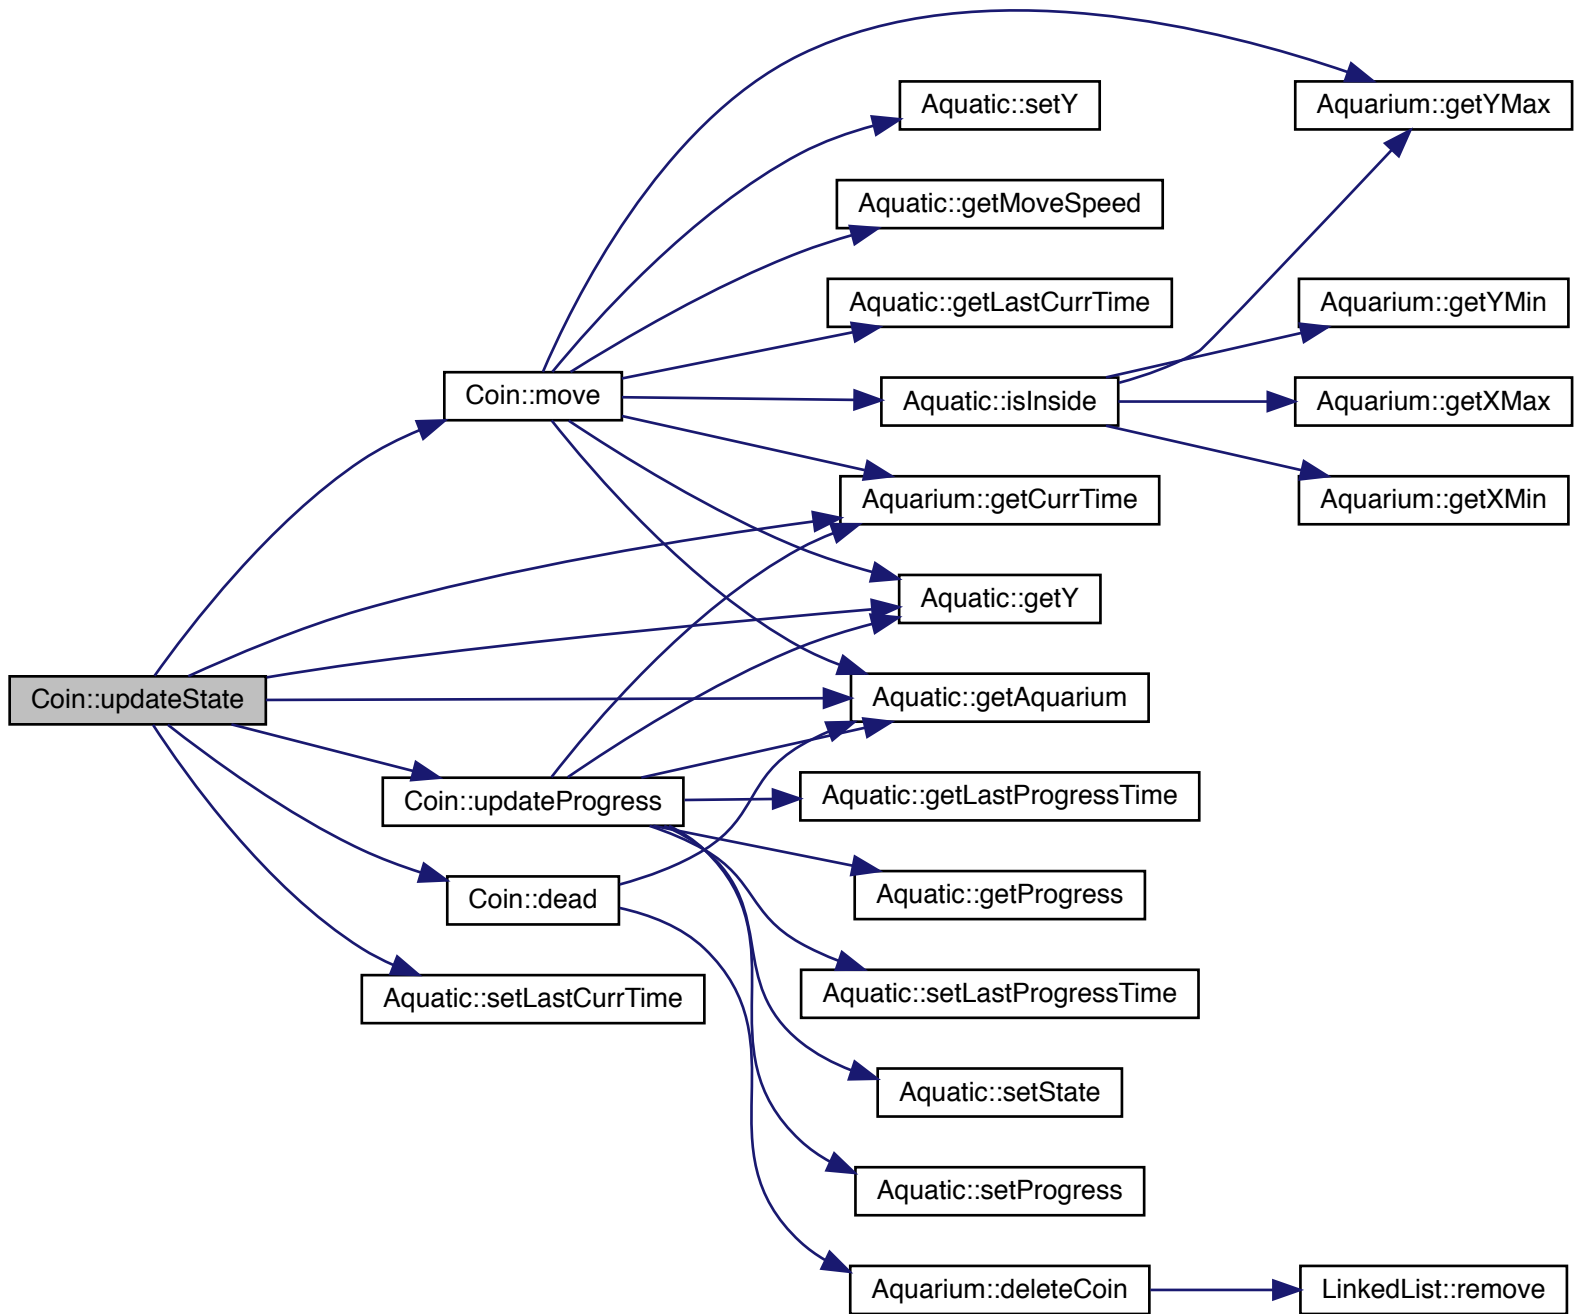 Aquatic::setY
Aquarium::getYMax
Aquatic::getMoveSpeed
Aquatic::getLastCurrTime
Aquarium::getYMin
Coin::move
Aquatic::isInside
Aquarium::getXMax
Aquarium::getCurrTime
Aquarium::getXMin
Aquatic::getY
Coin::updateState
Aquatic::getAquarium
Coin::updateProgress
Aquatic::getLastProgressTime
Coin::dead
Aquatic::getProgress
Aquatic::setLastCurrTime
Aquatic::setLastProgressTime
Aquatic::setState
Aquatic::setProgress
Aquarium::deleteCoin
LinkedList::remove